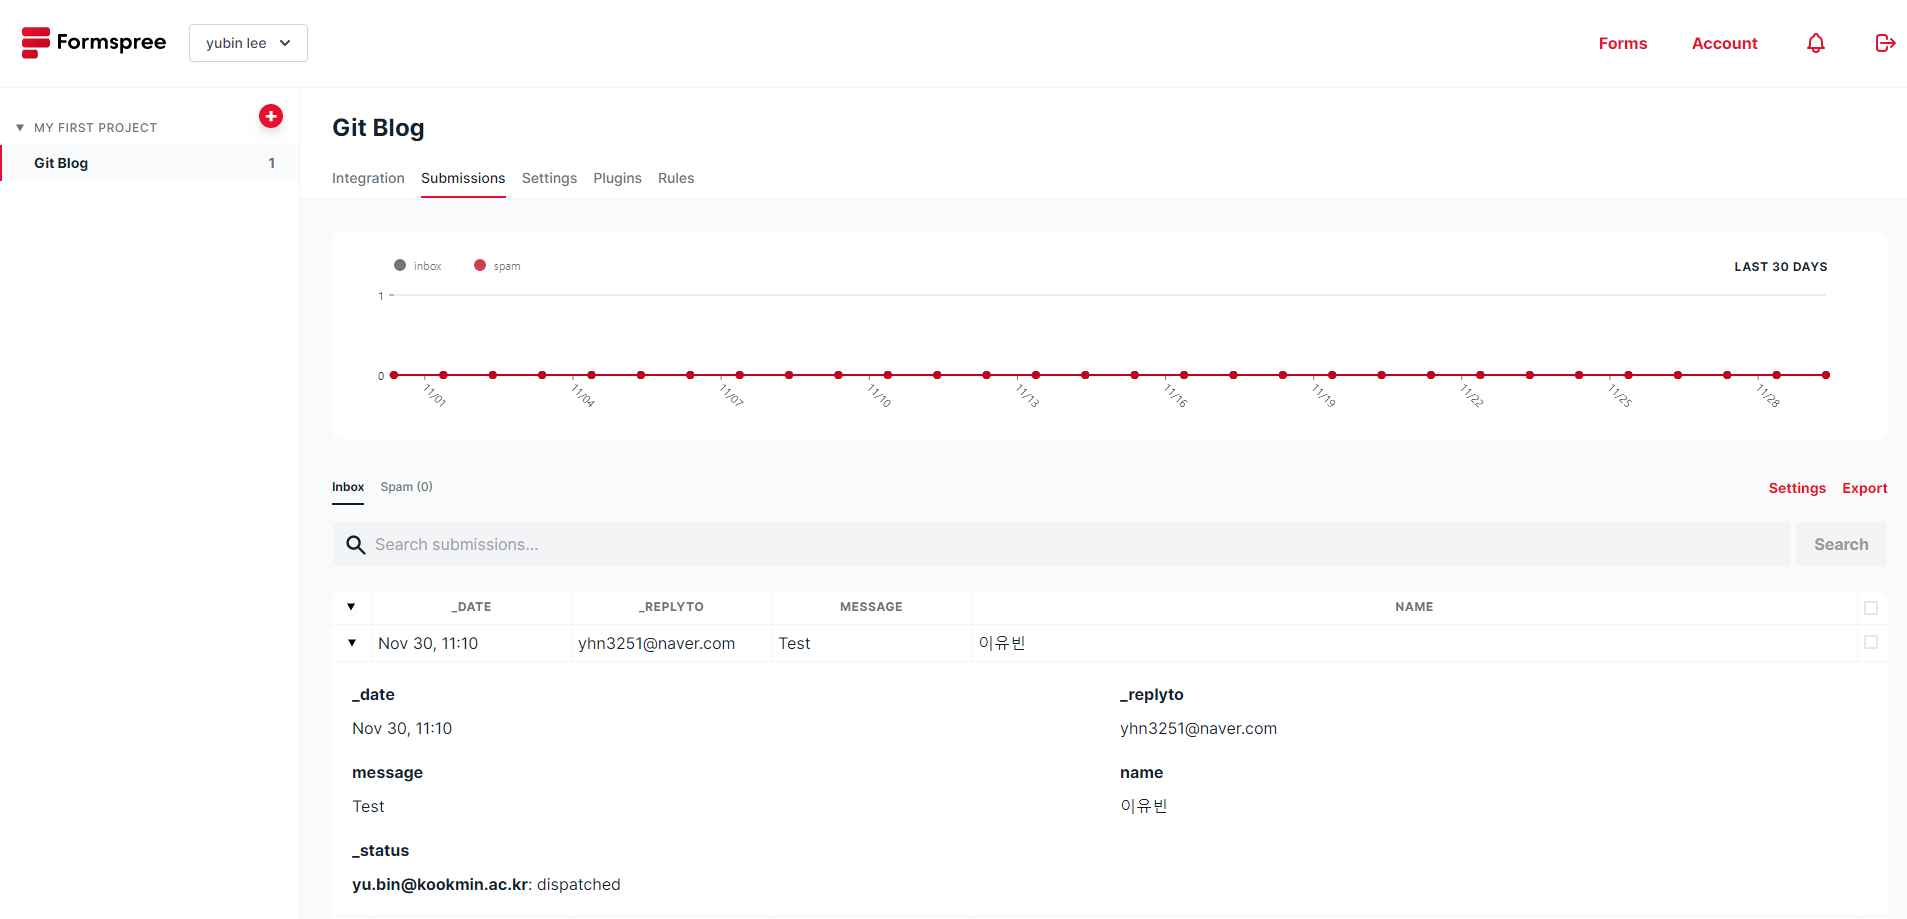 Formspree
yubin lee
Forms
Account
MY FIRST PROJECT
Git Blog 1
Git Blog
Integration Submissions Settings Plugins Rules
inbox spam
LAST 30 DAYS
1
0
11/01 11/04 11/07 11/10 11/13 11/16 11/19 11/22 11/25 11/28
Inbox Spam (0)
Settings Export
Search submissions...
Search
_DATE _REPLYTO MESSAGE NAME
Nov 30, 11:10 yhn3251@naver.com Test 이유빈
_date
Nov 30, 11:10
_replyto
yhn3251@naver.com
message
Test
name
이유빈
_status
yu.bin@kookmin.ac.kr: dispatched